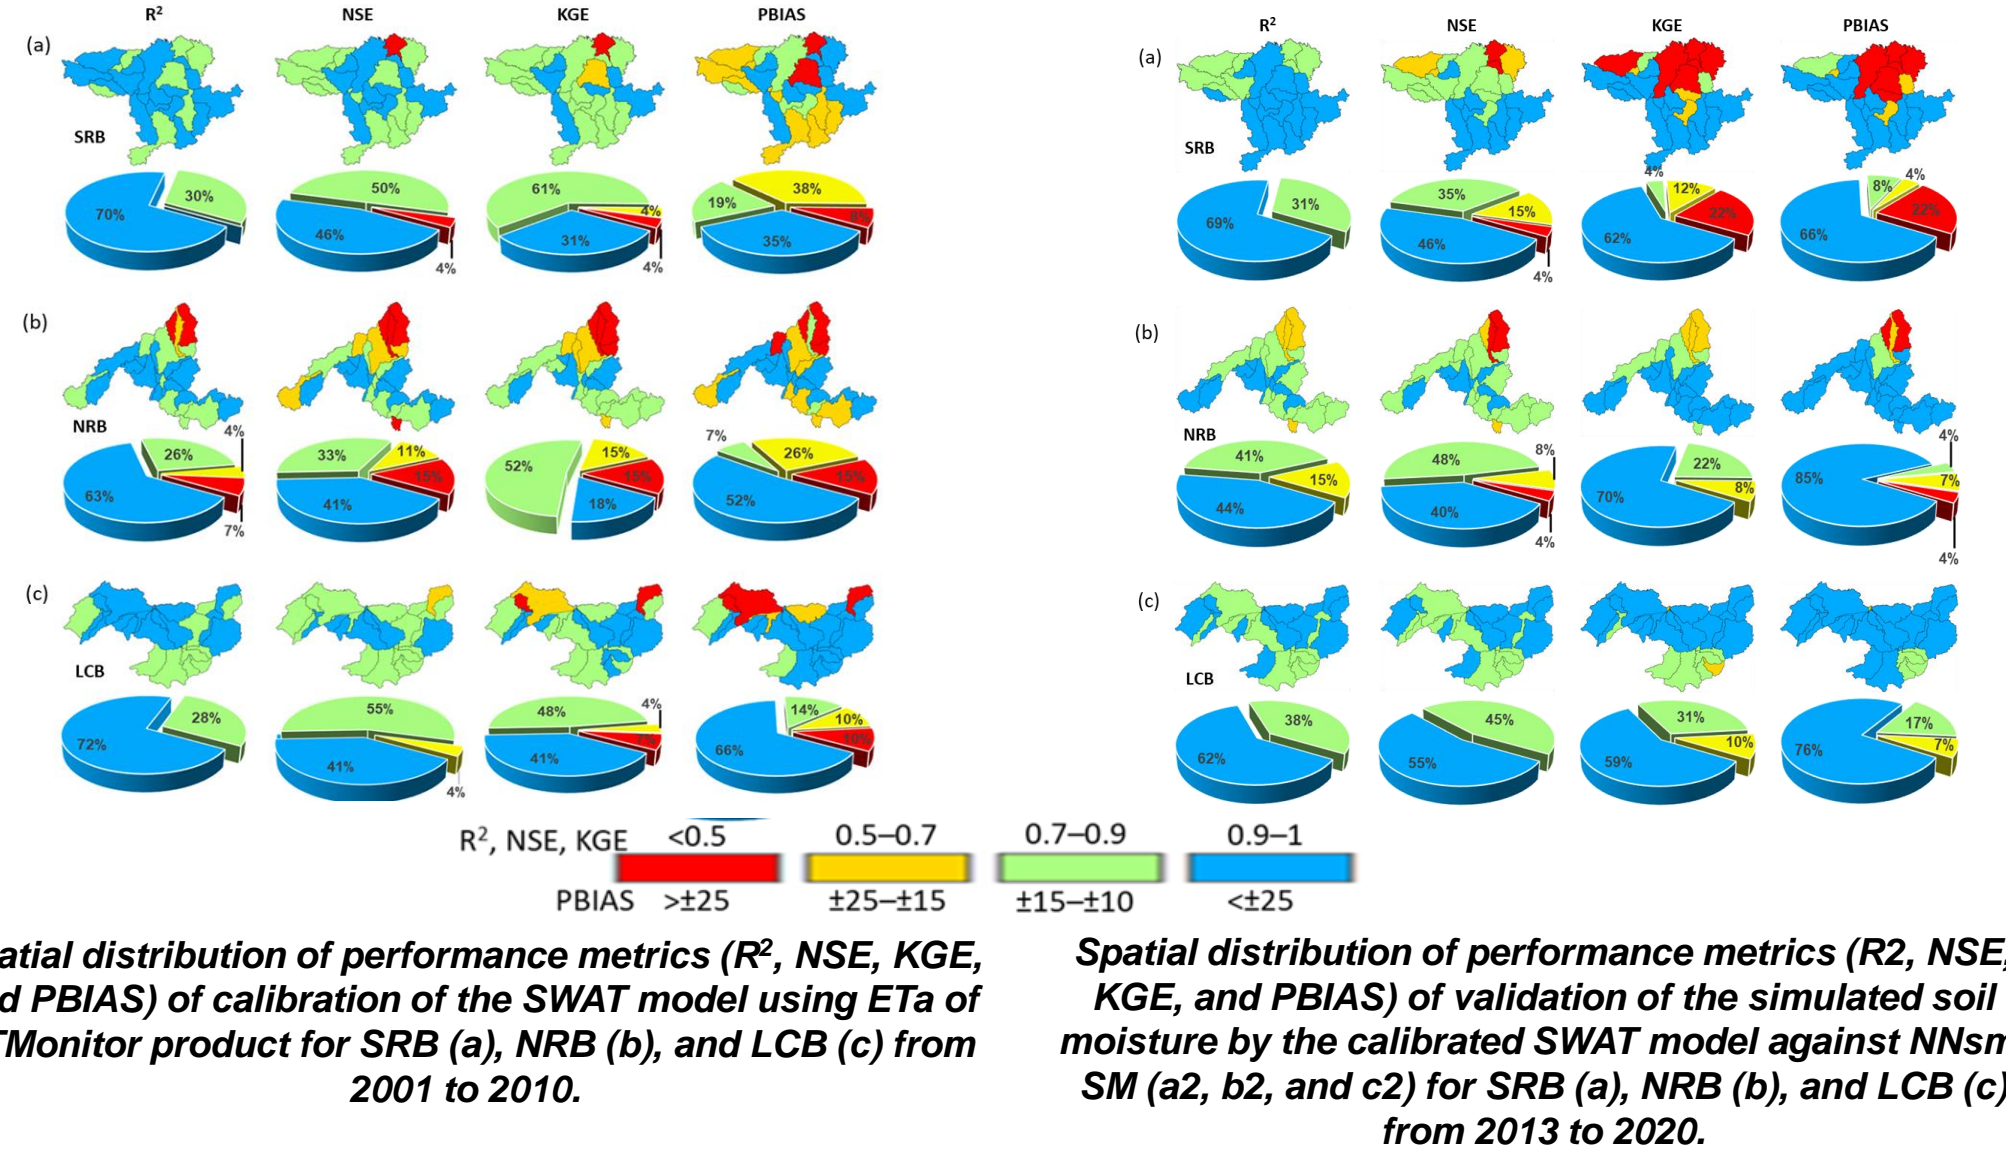 R² NSE KGE PBIAS
(a)
SRB
70% 30%
50% 46% 4%
61% 4% 31% 4%
38% 19% 35% 8%
(b)
NRB
4% 26% 63% 7%
33% 11% 15% 41%
52% 15% 15% 18%
7% 26% 15% 52%
(c)
LCB
72% 28%
55% 41% 4%
48% 4% 7% 41%
14% 10% 10% 66%
R² NSE KGE PBIAS
(a)
SRB
69% 31%
35% 15% 46% 4%
4% 12% 22% 62%
8% 4% 22% 66%
(b)
NRB
41% 15% 44%
48% 8% 40% 4%
22% 8% 70%
4% 7% 85% 4%
(c)
LCB
38% 62%
45% 55%
31% 10% 59%
17% 7% 76%
R², NSE, KGE <0.5 0.5–0.7 0.7–0.9 0.9–1
PBIAS >±25 ±25–±15 ±15–±10 <±25
atial distribution of performance metrics (R², NSE, KGE,
d PBIAS) of calibration of the SWAT model using ETa of
TMonitor product for SRB (a), NRB (b), and LCB (c) from
2001 to 2010.
Spatial distribution of performance metrics (R2, NSE,
KGE, and PBIAS) of validation of the simulated soil
moisture by the calibrated SWAT model against NNsm
SM (a2, b2, and c2) for SRB (a), NRB (b), and LCB (c)
from 2013 to 2020.